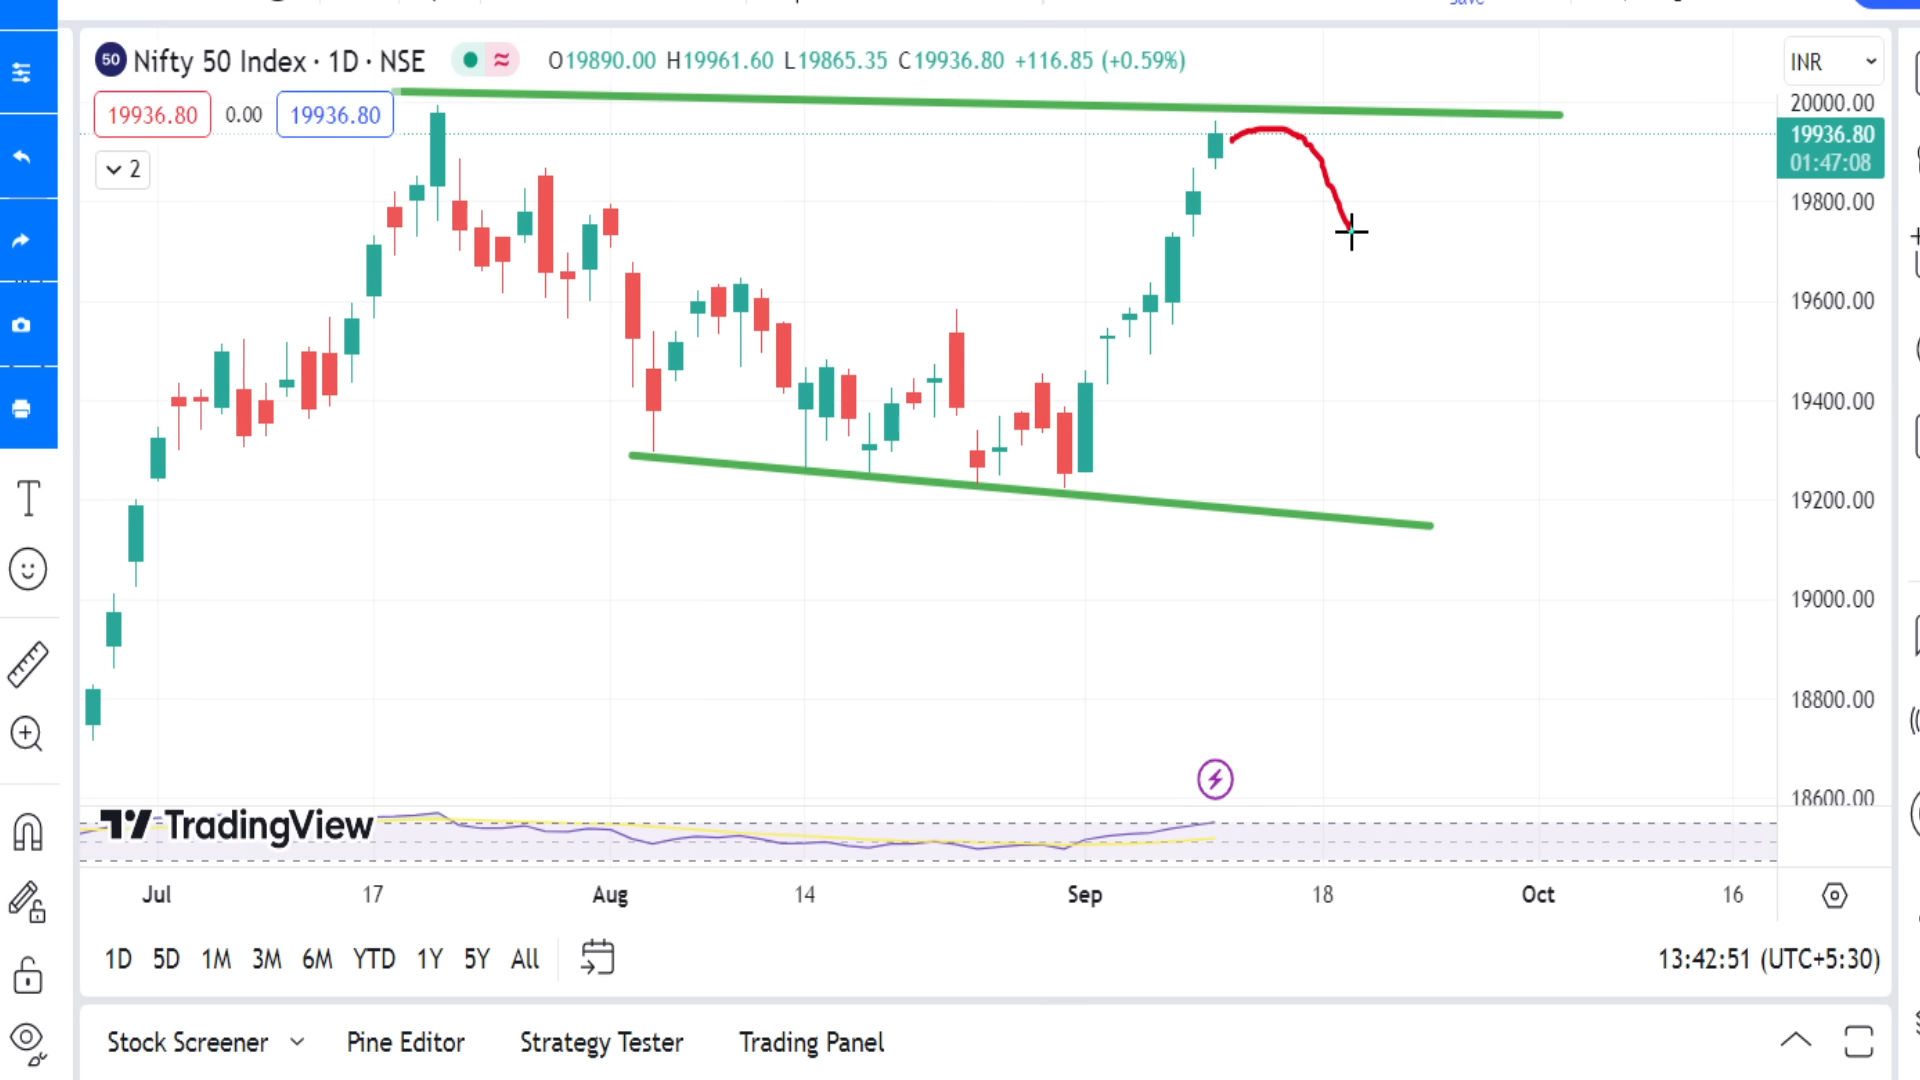 save
50 Nifty 50 Index · 1D · NSE O19890.00 H19961.60 L19865.35 C19936.80 +116.85 (+0.59%)
INR
19936.80 0.00 19936.80
2
20000.00
19936.80
01:47:08
19800.00
19600.00
19400.00
19200.00
19000.00
18800.00
18600.00
TradingView
Jul 17 Aug 14 Sep 18 Oct 16
1D 5D 1M 3M 6M YTD 1Y 5Y All
13:42:51 (UTC+5:30)
Stock Screener Pine Editor Strategy Tester Trading Panel